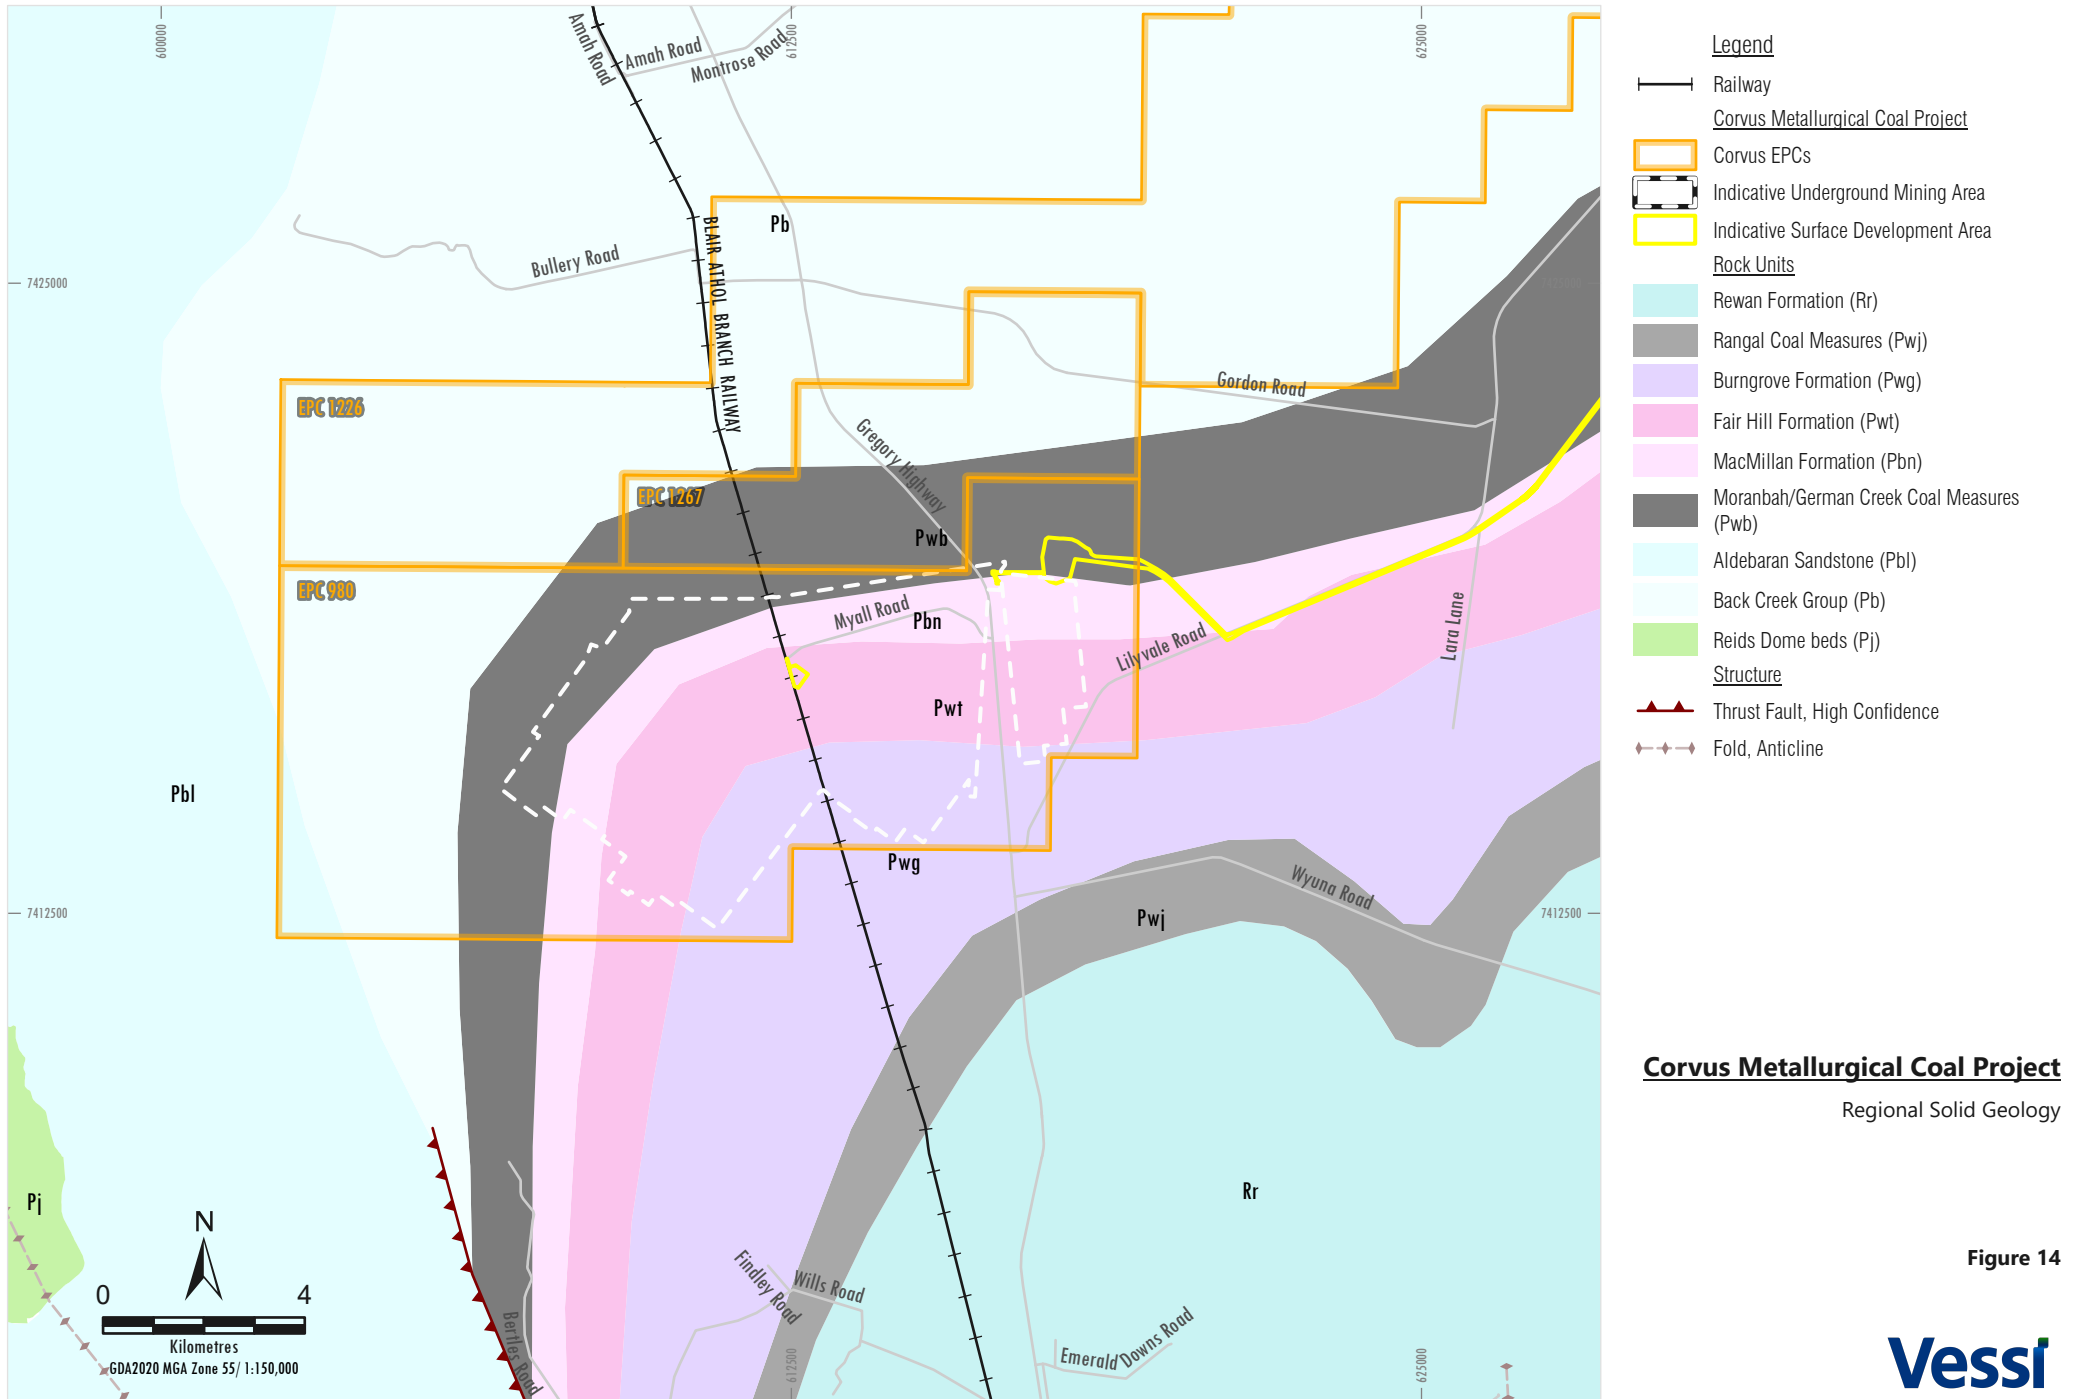 600000
612500
625000
Amah Road
Amah Road
Montrose Road
Pb
BLAIR ATHOL BRANCH RAILWAY
Bullery Road
7425000
7425000
Gordon Road
EPC 1226
Gregory Highway
EPC 1267
Pwb
EPC 980
Myall Road
Pbn
Lilyvale Road
Lara Lane
Pwt
Pbl
Pwg
Wyuna Road
7412500
Pwj
7412500
Pj
Rr
N
0 4
Kilometres
GDA2020 MGA Zone 55/ 1:150,000
Bertles Road
Findley Road
Wills Road
Emerald Downs Road
612500
625000
Legend
Railway
Corvus Metallurgical Coal Project
Corvus EPCs
Indicative Underground Mining Area
Indicative Surface Development Area
Rock Units
Rewan Formation (Rr)
Rangal Coal Measures (Pwj)
Burngrove Formation (Pwg)
Fair Hill Formation (Pwt)
MacMillan Formation (Pbn)
Moranbah/German Creek Coal Measures
(Pwb)
Aldebaran Sandstone (Pbl)
Back Creek Group (Pb)
Reids Dome beds (Pj)
Structure
Thrust Fault, High Confidence
Fold, Anticline
Corvus Metallurgical Coal Project
Regional Solid Geology
Figure 14
Vessi